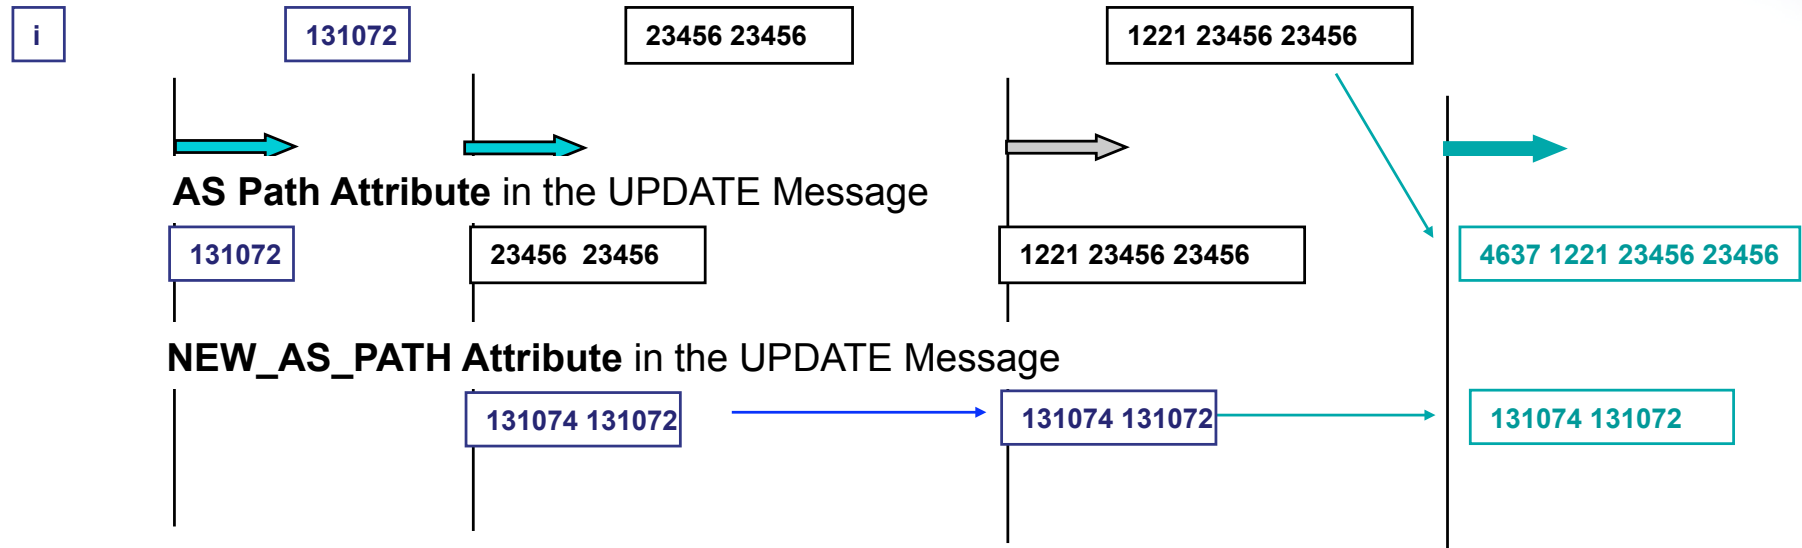 i 131072 23456 23456 1221 23456 23456
AS Path Attribute in the UPDATE Message
131072 23456 23456 1221 23456 23456 4637 1221 23456 23456
NEW_AS_PATH Attribute in the UPDATE Message
131074 131072 131074 131072 131074 131072